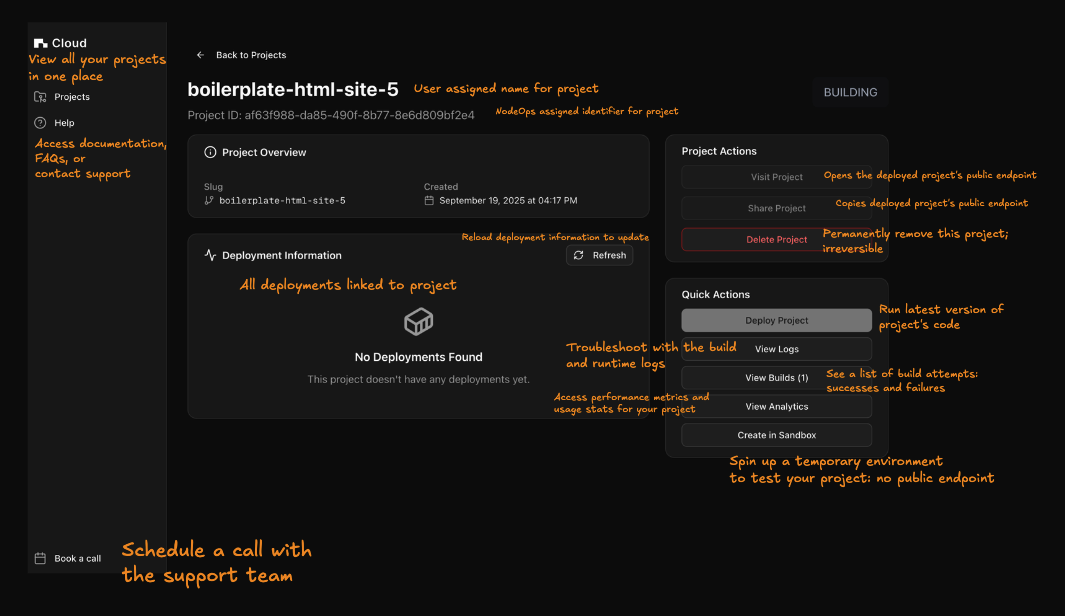 Cloud
View all your projects
in one place
Projects
Help
Access documentation,
FAQs, or
contact support
Book a call
Schedule a call with
the support team
Back to Projects
boilerplate-html-site-5
User assigned name for project
BUILDING
Project ID: af63f988-da85-490f-8b77-8e6d809bf2e4
NodeOps assigned identifier for project
Project Overview
Slug
boilerplate-html-site-5
Created
September 19, 2025 at 04:17 PM
Reload deployment information to update
Deployment Information
Refresh
All deployments linked to project
No Deployments Found
This project doesn't have any deployments yet.
Project Actions
Visit Project
Opens the deployed project's public endpoint
Share Project
Copies deployed project's public endpoint
Delete Project
Permanently remove this project;
irreversible
Quick Actions
Deploy Project
Run latest version of
project's code
View Logs
Troubleshoot with the build
and runtime logs
View Builds (1)
See a list of build attempts:
successes and failures
View Analytics
Access performance metrics and
usage stats for your project
Create in Sandbox
Spin up a temporary environment
to test your project: no public endpoint